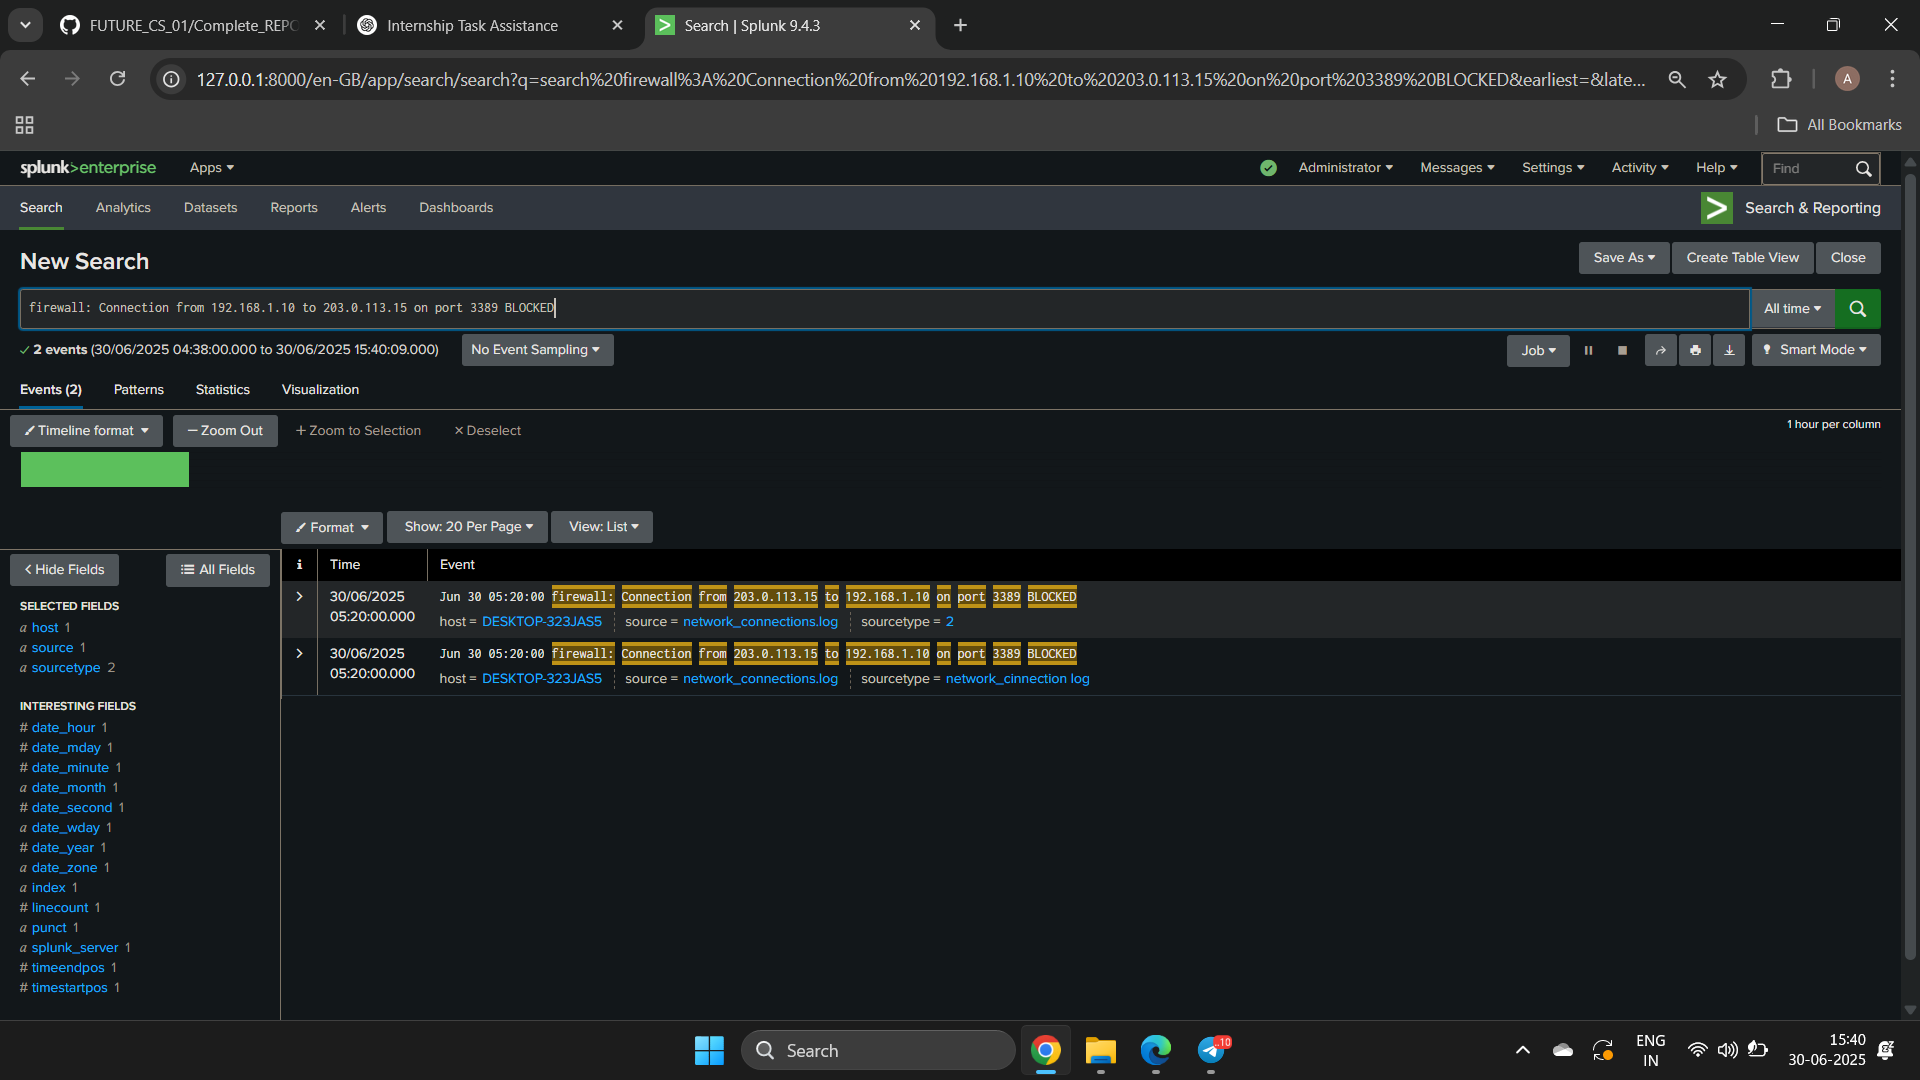 FUTURE_CS_01/Complete_REPO
Internship Task Assistance
Search | Splunk 9.4.3
127.0.0.1:8000/en-GB/app/search/search?q=search%20firewall%3A%20Connection%20from%20192.168.1.10%20to%20203.0.113.15%20on%20port%203389%20BLOCKED&earliest=&late...
A
All Bookmarks
splunk>enterprise
Apps
Administrator
Messages
Settings
Activity
Help
Find
Search
Analytics
Datasets
Reports
Alerts
Dashboards
Search & Reporting
New Search
Save As
Create Table View
Close
firewall: Connection from 192.168.1.10 to 203.0.113.15 on port 3389 BLOCKED
All time
2 events (30/06/2025 04:38:00.000 to 30/06/2025 15:40:09.000)
No Event Sampling
Job
Smart Mode
Events (2)
Patterns
Statistics
Visualization
Timeline format
Zoom Out
Zoom to Selection
Deselect
1 hour per column
Format
Show: 20 Per Page
View: List
Hide Fields
All Fields
SELECTED FIELDS
a host 1
a source 1
a sourcetype 2
INTERESTING FIELDS
# date_hour 1
# date_mday 1
# date_minute 1
a date_month 1
# date_second 1
a date_wday 1
# date_year 1
a date_zone 1
a index 1
# linecount 1
a punct 1
a splunk_server 1
# timeendpos 1
# timestartpos 1
i
Time
Event
30/06/2025
05:20:00.000
Jun 30 05:20:00 firewall: Connection from 203.0.113.15 to 192.168.1.10 on port 3389 BLOCKED
host = DESKTOP-323JAS5
source = network_connections.log
sourcetype = 2
30/06/2025
05:20:00.000
Jun 30 05:20:00 firewall: Connection from 203.0.113.15 to 192.168.1.10 on port 3389 BLOCKED
host = DESKTOP-323JAS5
source = network_connections.log
sourcetype = network_cinnection log
Search
10
ENG
IN
15:40
30-06-2025